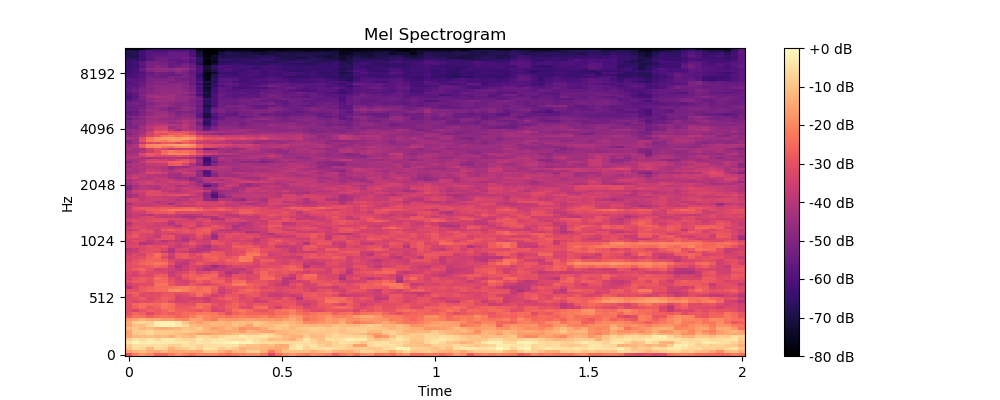 Mel Spectrogram
Hz
8192
4096
2048
1024
512
0
0
0.5
1
1.5
2
Time
+0 dB
-10 dB
-20 dB
-30 dB
-40 dB
-50 dB
-60 dB
-70 dB
-80 dB